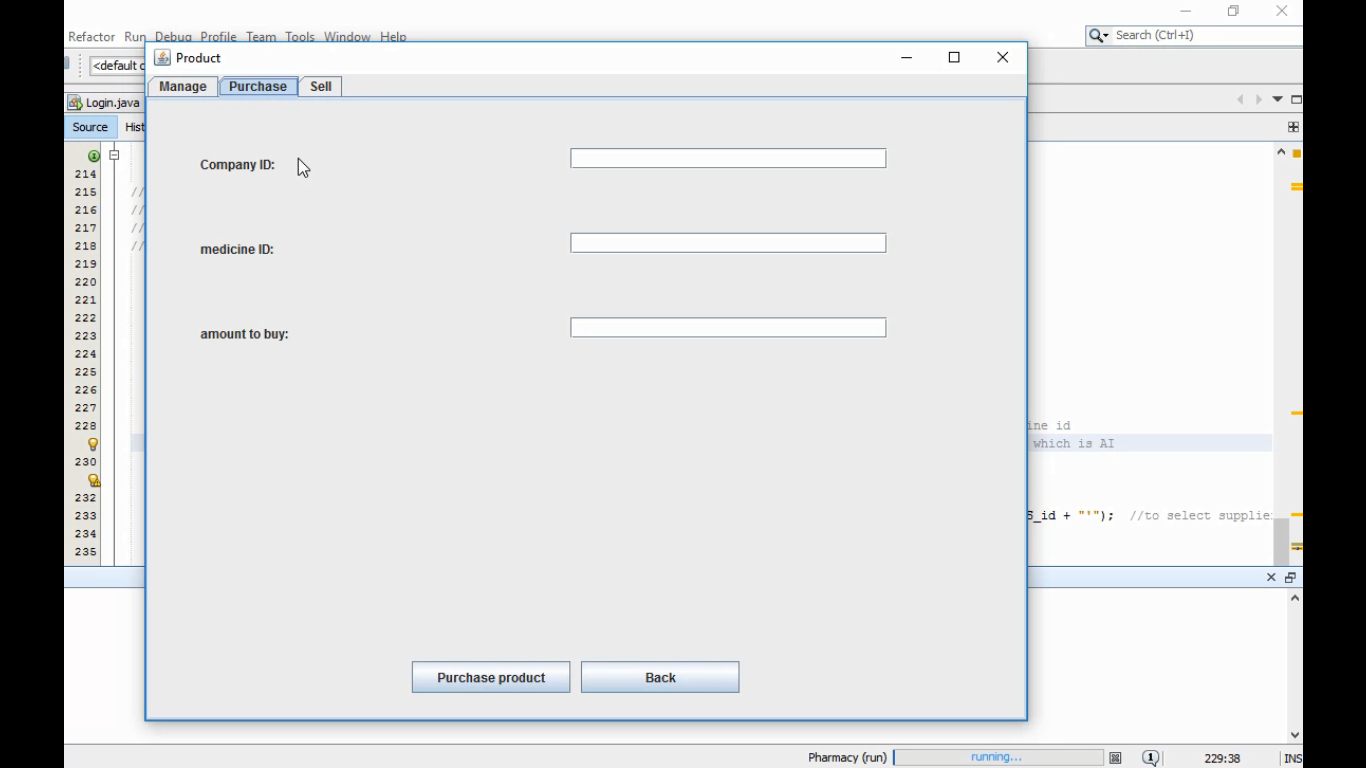 Refactor Run Debug Profile Team Tools Window Help
Search (Ctrl+I)
Product
<default c
Manage Purchase Sell
Login.java
Source Hist
Company ID:
214
215 //
216 //
217 //
218 //
medicine ID:
219
220
221
222
223
amount to buy:
224
225
226
227
228 ine id
which is AI
230
232
233 S_id + "'"); //to select supplie
234
235
Purchase product Back
Pharmacy (run) running... 1 229:38 INS